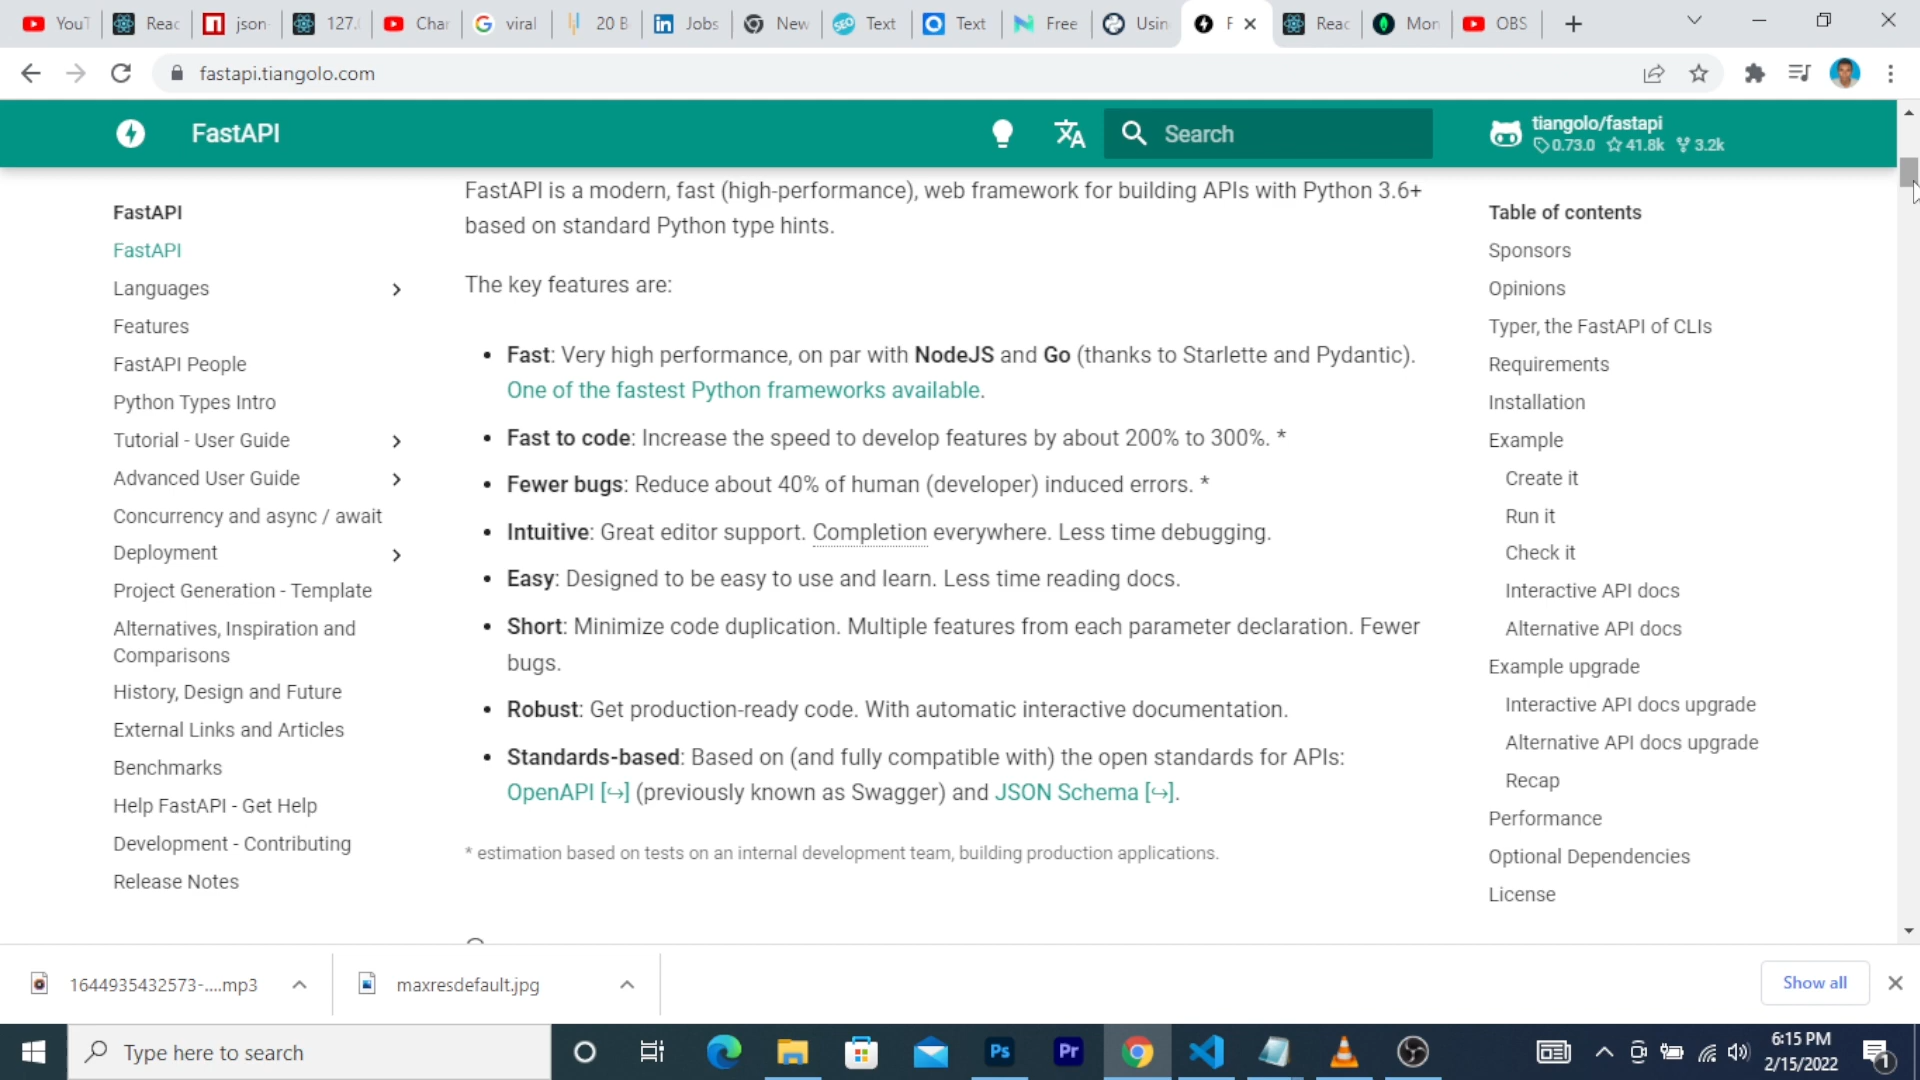 YouT
Reac
json-
127.
Char
viral
20 B
Jobs
New
Text
Text
Free
Usin
F
Reac
Mon
OBS
fastapi.tiangolo.com
FastAPI
Search
tiangolo/fastapi
0.73.0 41.8k 3.2k
FastAPI
FastAPI
Languages
Features
FastAPI People
Python Types Intro
Tutorial - User Guide
Advanced User Guide
Concurrency and async / await
Deployment
Project Generation - Template
Alternatives, Inspiration and
Comparisons
History, Design and Future
External Links and Articles
Benchmarks
Help FastAPI - Get Help
Development - Contributing
Release Notes
FastAPI is a modern, fast (high-performance), web framework for building APIs with Python 3.6+
based on standard Python type hints.
The key features are:
• Fast: Very high performance, on par with NodeJS and Go (thanks to Starlette and Pydantic).
One of the fastest Python frameworks available.
• Fast to code: Increase the speed to develop features by about 200% to 300%. *
• Fewer bugs: Reduce about 40% of human (developer) induced errors. *
• Intuitive: Great editor support. Completion everywhere. Less time debugging.
• Easy: Designed to be easy to use and learn. Less time reading docs.
• Short: Minimize code duplication. Multiple features from each parameter declaration. Fewer
bugs.
• Robust: Get production-ready code. With automatic interactive documentation.
• Standards-based: Based on (and fully compatible with) the open standards for APIs:
OpenAPI [↪] (previously known as Swagger) and JSON Schema [↪].
* estimation based on tests on an internal development team, building production applications.
Table of contents
Sponsors
Opinions
Typer, the FastAPI of CLIs
Requirements
Installation
Example
Create it
Run it
Check it
Interactive API docs
Alternative API docs
Example upgrade
Interactive API docs upgrade
Alternative API docs upgrade
Recap
Performance
Optional Dependencies
License
1644935432573-....mp3
maxresdefault.jpg
Show all
Type here to search
Ps
Pr
6:15 PM
2/15/2022
1